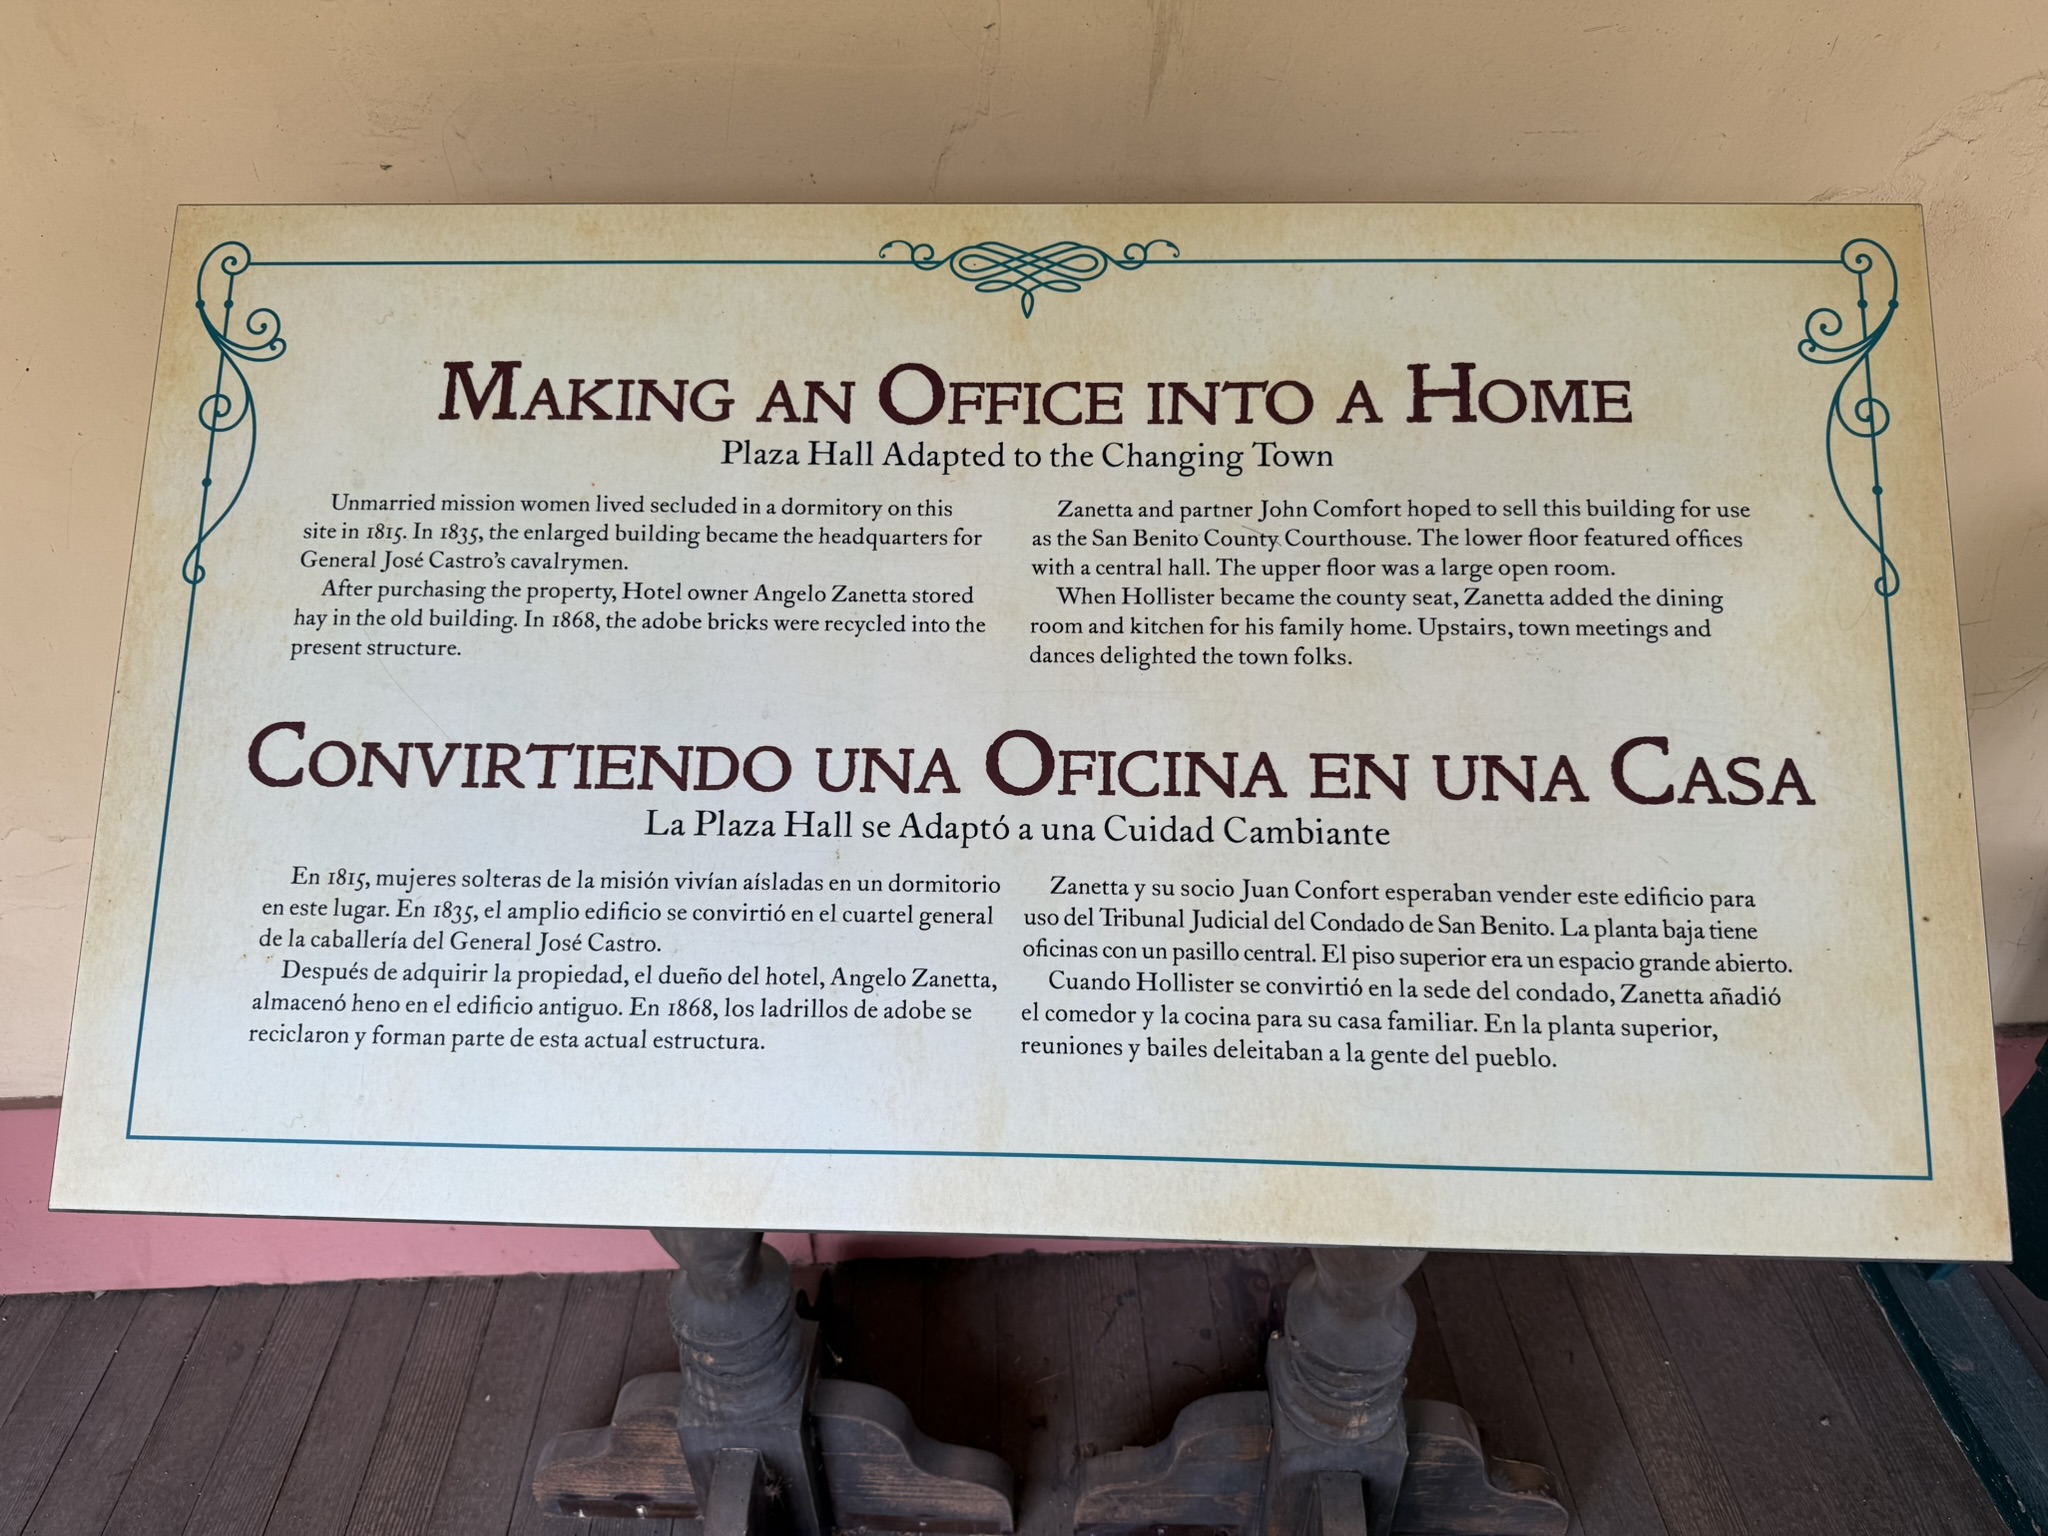 Making an Office into a Home
Plaza Hall Adapted to the Changing Town
Unmarried mission women lived secluded in a dormitory on this
site in 1815. In 1835, the enlarged building became the headquarters for
General José Castro's cavalrymen.
After purchasing the property, Hotel owner Angelo Zanetta stored
hay in the old building. In 1868, the adobe bricks were recycled into the
present structure.
Zanetta and partner John Comfort hoped to sell this building for use
as the San Benito County Courthouse. The lower floor featured offices
with a central hall. The upper floor was a large open room.
When Hollister became the county seat, Zanetta added the dining
room and kitchen for his family home. Upstairs, town meetings and
dances delighted the town folks.
Convirtiendo una Oficina en una Casa
La Plaza Hall se Adaptó a una Cuidad Cambiante
En 1815, mujeres solteras de la misión vivían aísladas en un dormitorio
en este lugar. En 1835, el amplio edificio se convirtió en el cuartel general
de la caballería del General José Castro.
Después de adquirir la propiedad, el dueño del hotel, Angelo Zanetta,
almacenó heno en el edificio antiguo. En 1868, los ladrillos de adobe se
reciclaron y forman parte de esta actual estructura.
Zanetta y su socio Juan Confort esperaban vender este edificio para
uso del Tribunal Judicial del Condado de San Benito. La planta baja tiene
oficinas con un pasillo central. El piso superior era un espacio grande abierto.
Cuando Hollister se convirtió en la sede del condado, Zanetta añadió
el comedor y la cocina para su casa familiar. En la planta superior,
reuniones y bailes deleitaban a la gente del pueblo.